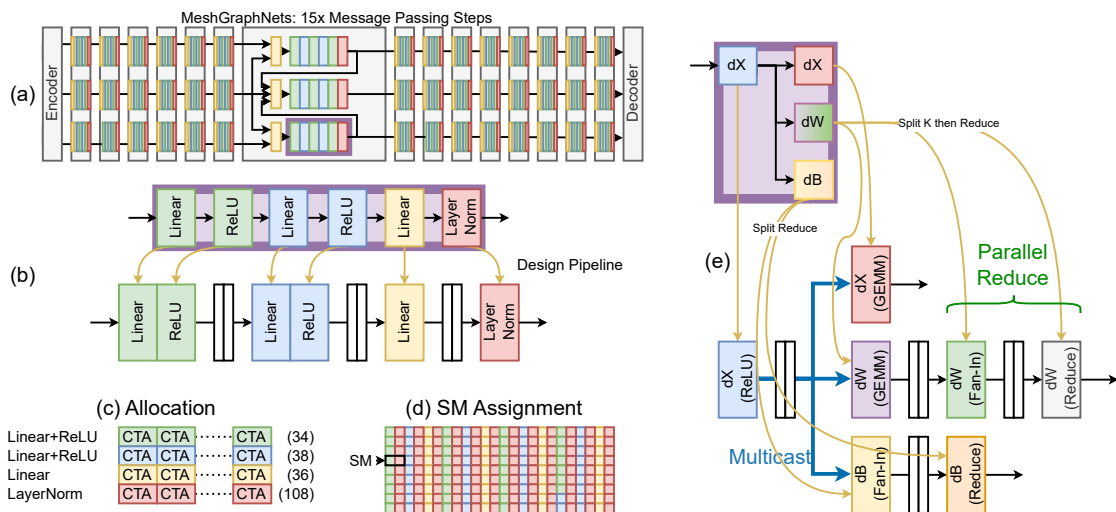 MeshGraphNets: 15x Message Passing Steps
(a)
Encoder
Decoder
Linear
ReLU
Linear
ReLU
Linear
Layer
Norm
(b)
Design Pipeline
Linear
ReLU
Linear
ReLU
Linear
Layer
Norm
(c) Allocation
Linear+ReLU CTA CTA CTA (34)
Linear+ReLU CTA CTA CTA (38)
Linear CTA CTA CTA (36)
LayerNorm CTA CTA CTA (108)
(d) SM Assignment
SM
dX
dX
dW
dB
Split K then Reduce
Split Reduce
(e)
Parallel
Reduce
dX
(GEMM)
dX
(ReLU)
dW
(GEMM)
dW
(Fan-In)
dW
(Reduce)
Multicast
dB
(Fan-In)
dB
(Reduce)